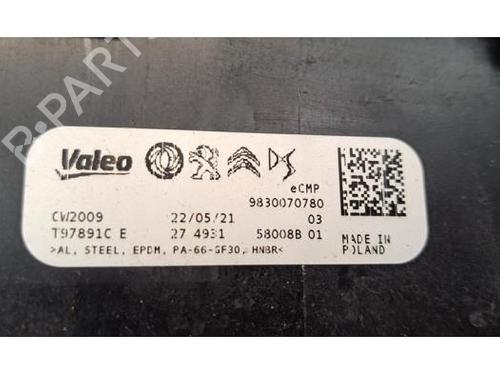 Valeo
eCMP
9830070780
CW2009 22/05/21 03
T97891C E 27 4931 58008B 01
>AL, STEEL, EPDM, PA-66-GF30, HNBR<
MADE IN
POLAND
B-PARTS